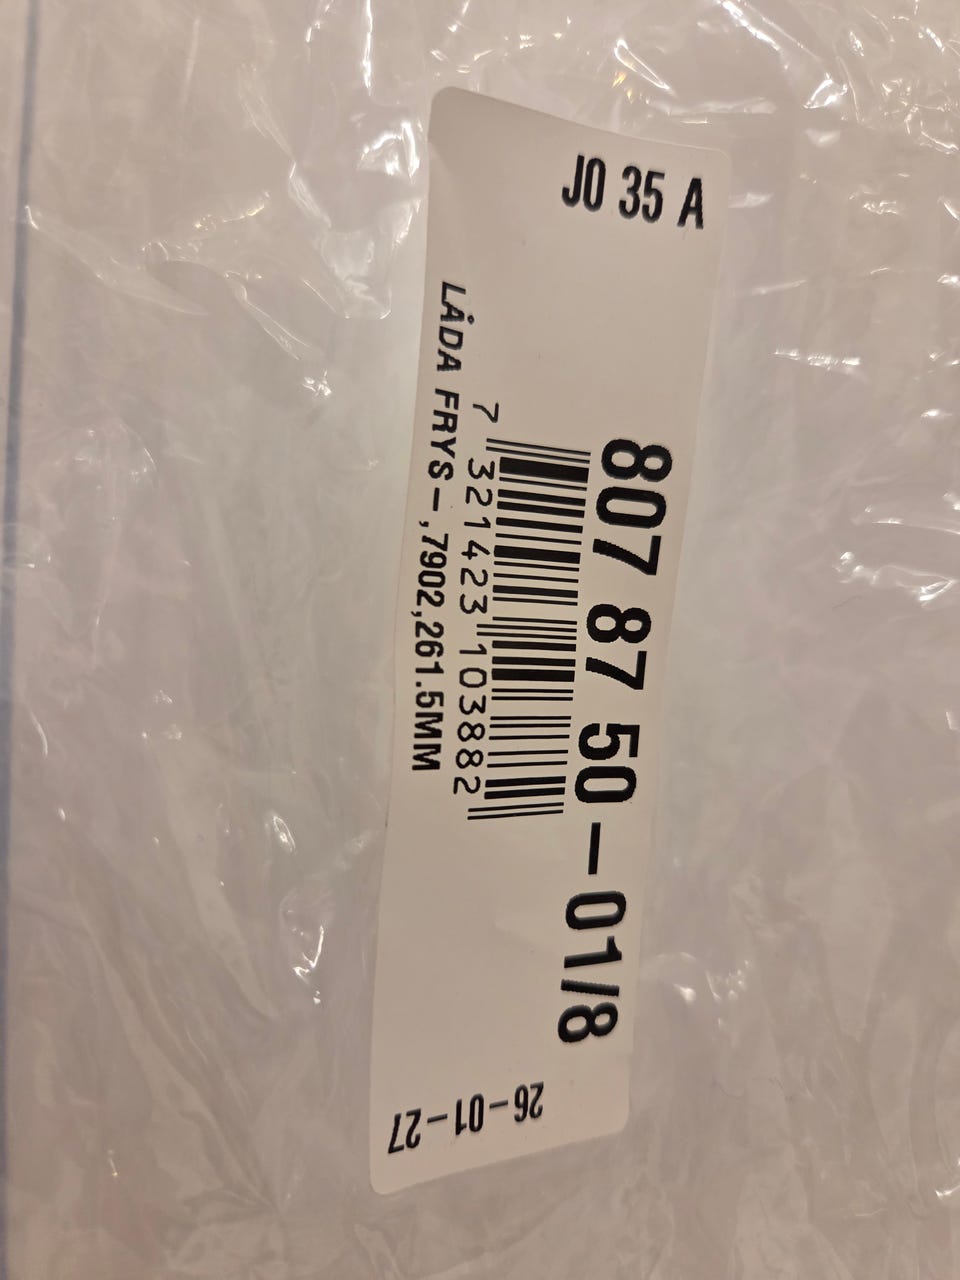 JO 35 A
807 87 50-01/8
7 321423 103882
LÅDA FRYS-,7902,261.5MM
26-01-27